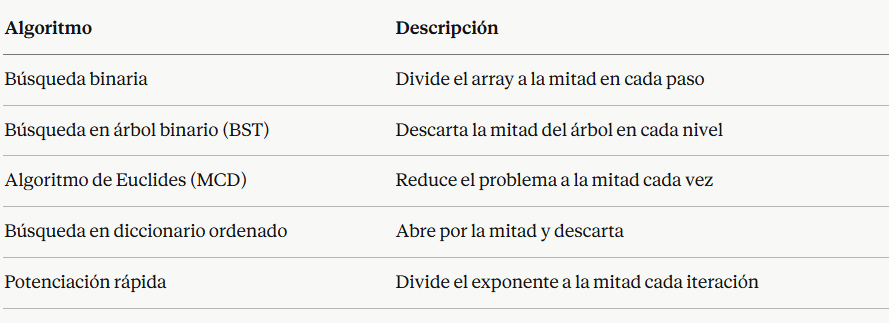 Algoritmo Descripción
Búsqueda binaria Divide el array a la mitad en cada paso
Búsqueda en árbol binario (BST) Descarta la mitad del árbol en cada nivel
Algoritmo de Euclides (MCD) Reduce el problema a la mitad cada vez
Búsqueda en diccionario ordenado Abre por la mitad y descarta
Potenciación rápida Divide el exponente a la mitad cada iteración